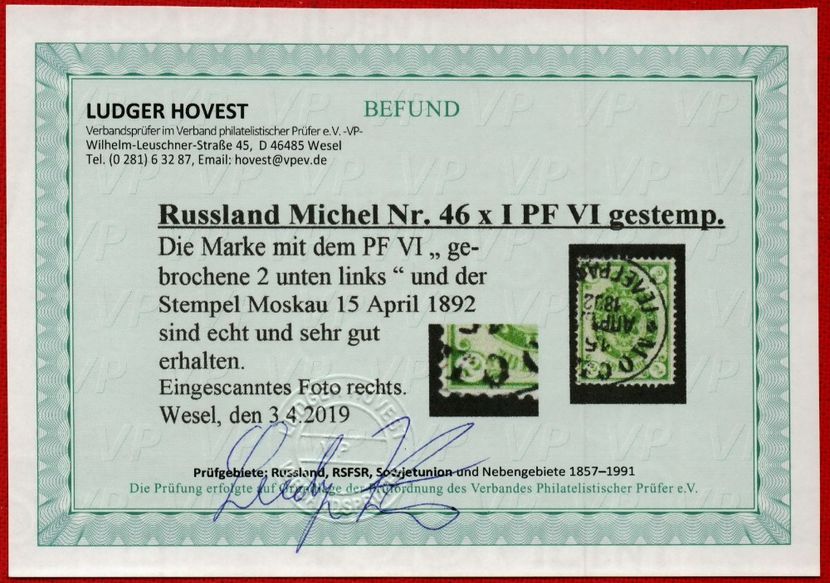 LUDGER HOVEST
BEFUND
Verbandsprüfer im Verband philatelistischer Prüfer e.V. -VP-
Wilhelm-Leuschner-Straße 45, D 46485 Wesel
Tel. (0 281) 6 32 87, Email: hovest@vpev.de
Russland Michel Nr. 46 x I PF VI gestemp.
Die Marke mit dem PF VI „ ge-
brochene 2 unten links “ und der
Stempel Moskau 15 April 1892
sind echt und sehr gut
erhalten.
Eingescanntes Foto rechts.
Wesel, den 3.4.2019
Prüfgebiete: Russland, RSFSR, Sowjetunion und Nebengebiete 1857–1991
Die Prüfung erfolgte auf Grundlage der Prüfordnung des Verbandes Philatelistischer Prüfer e.V.